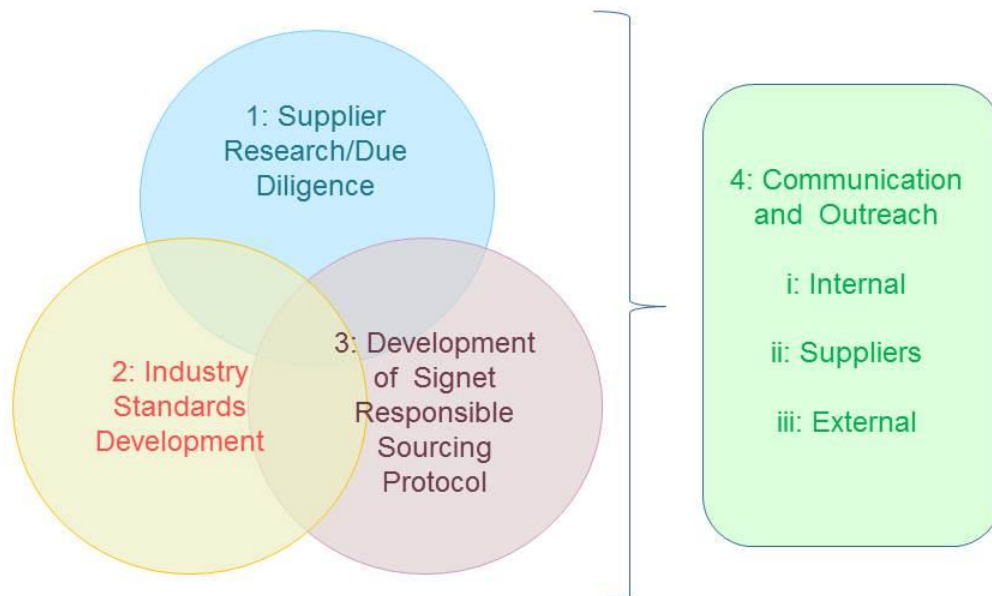 1: Supplier
Research/Due
Diligence
2: Industry
Standards
Development
3: Development
of Signet
Responsible
Sourcing
Protocol
4: Communication
and Outreach
i: Internal
ii: Suppliers
iii: External